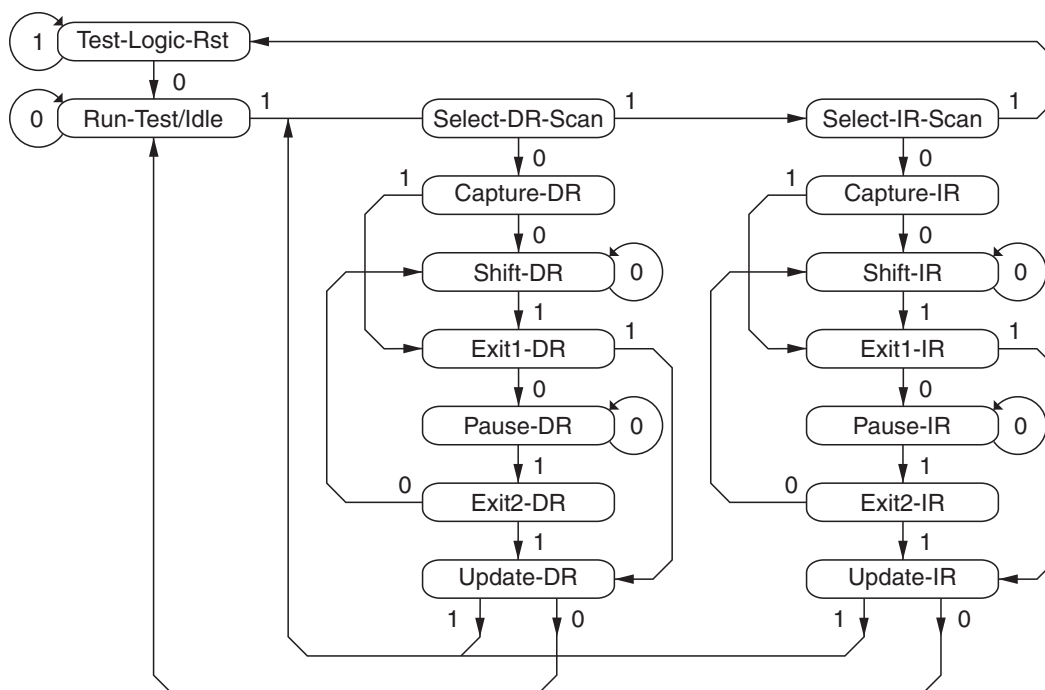 1 Test-Logic-Rst
0
0 Run-Test/Idle 1 Select-DR-Scan 1 Select-IR-Scan 1
0 0
1 Capture-DR 1 Capture-IR
0 0
Shift-DR 0 Shift-IR 0
1 1
Exit1-DR 1 Exit1-IR 1
0 0
Pause-DR 0 Pause-IR 0
1 1
0 Exit2-DR 0 Exit2-IR
1 1
Update-DR Update-IR
1 0 1 0